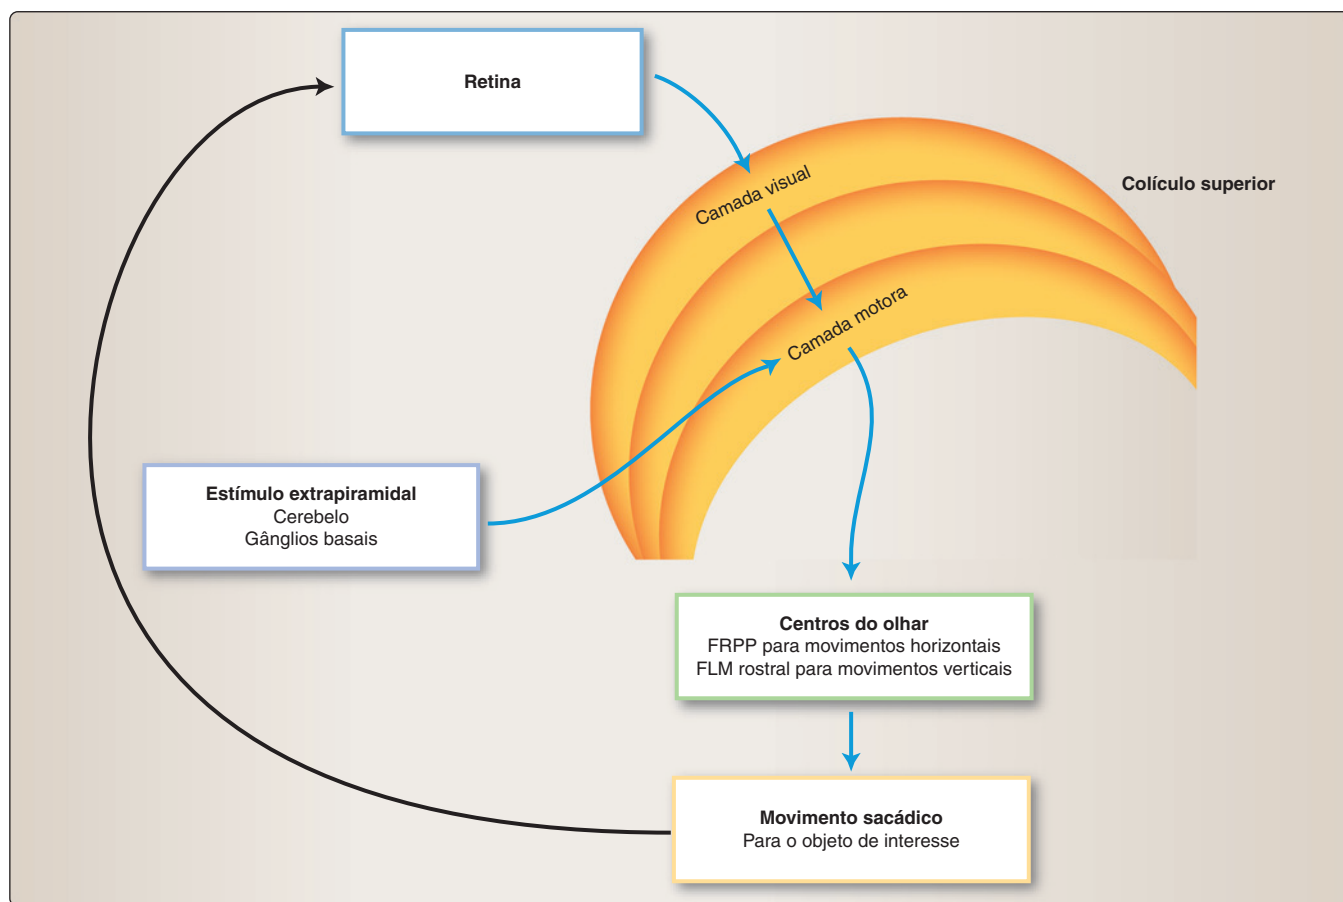 Retina
Camada visual
Colículo superior
Camada motora
Estímulo extrapiramidal
Cerebelo
Gânglios basais
Centros do olhar
FRPP para movimentos horizontais
FLM rostral para movimentos verticais
Movimento sacádico
Para o objeto de interesse